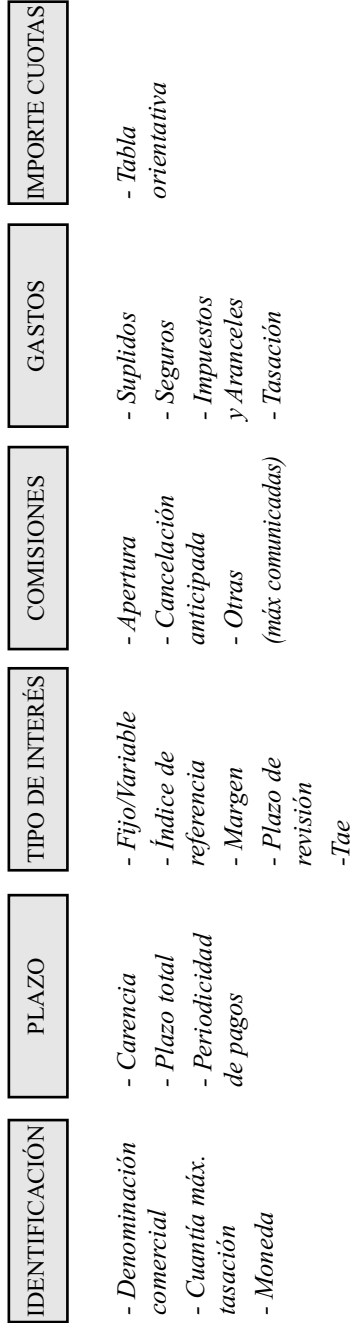 IDENTIFICACIÓN
- Denominación
comercial
- Cuantía máx.
tasación
- Moneda
PLAZO
- Carencia
- Plazo total
- Periodicidad
de pagos
TIPO DE INTERÉS
- Fijo/Variable
- Índice de
referencia
- Margen
- Plazo de
revisión
-Tae
COMISIONES
- Apertura
- Cancelación
anticipada
- Otras
(máx comunicadas)
GASTOS
- Suplidos
- Seguros
- Impuestos
y Aranceles
- Tasación
IMPORTE CUOTAS
- Tabla
orientativa